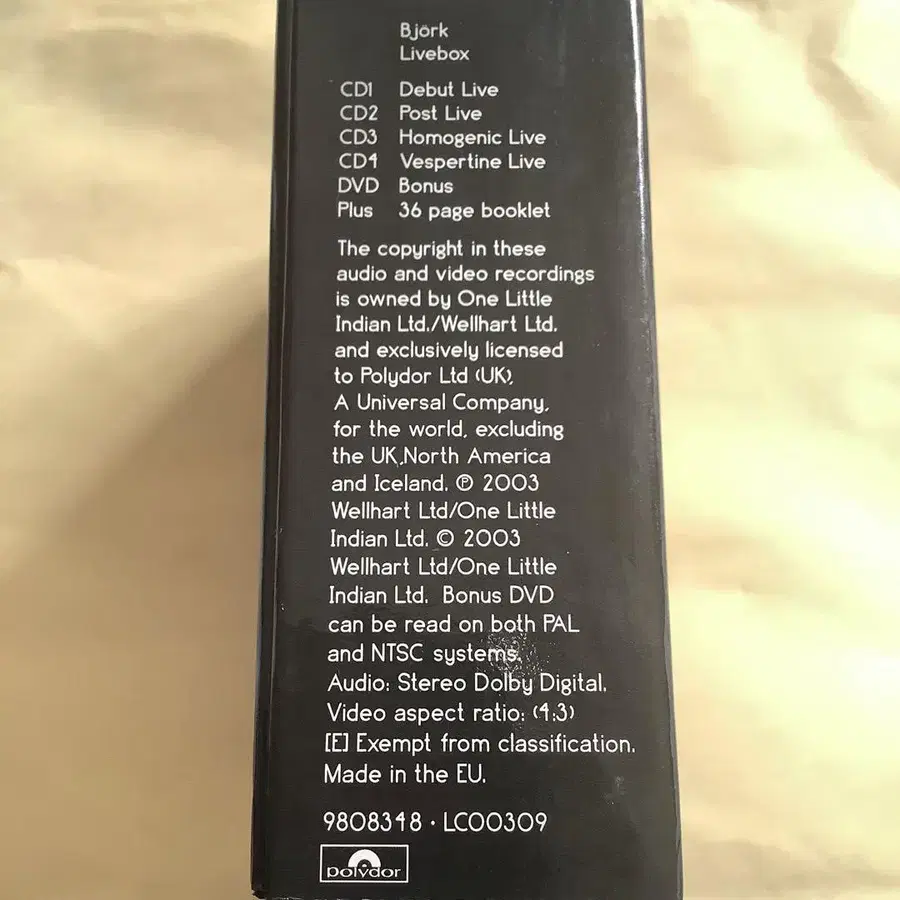 Björk
Livebox
CD1 Debut Live
CD2 Post Live
CD3 Homogenic Live
CD4 Vespertine Live
DVD Bonus
Plus 36 page booklet
The copyright in these
audio and video recordings
is owned by One Little
Indian Ltd./Wellhart Ltd.
and exclusively licensed
to Polydor Ltd (UK),
A Universal Company,
for the world, excluding
the UK,North America
and Iceland. ℗ 2003
Wellhart Ltd/One Little
Indian Ltd. © 2003
Wellhart Ltd/One Little
Indian Ltd. Bonus DVD
can be read on both PAL
and NTSC systems.
Audio: Stereo Dolby Digital.
Video aspect ratio: (4:3)
[E] Exempt from classification.
Made in the EU.
9808348 · LC00309
polydor